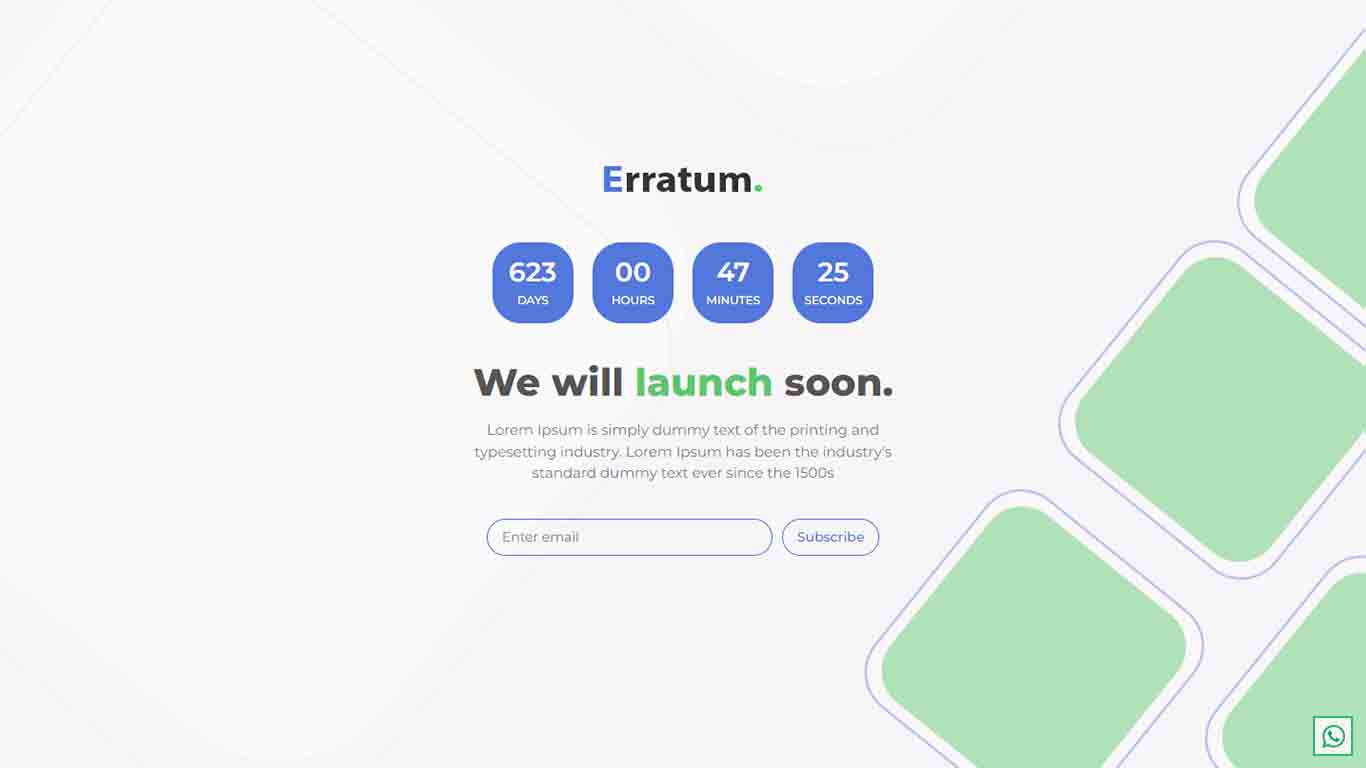 Erratum.
623 00 47 25
DAYS HOURS MINUTES SECONDS
We will launch soon.
Lorem Ipsum is simply dummy text of the printing and
typesetting industry. Lorem Ipsum has been the industry's
standard dummy text ever since the 1500s
Enter email Subscribe